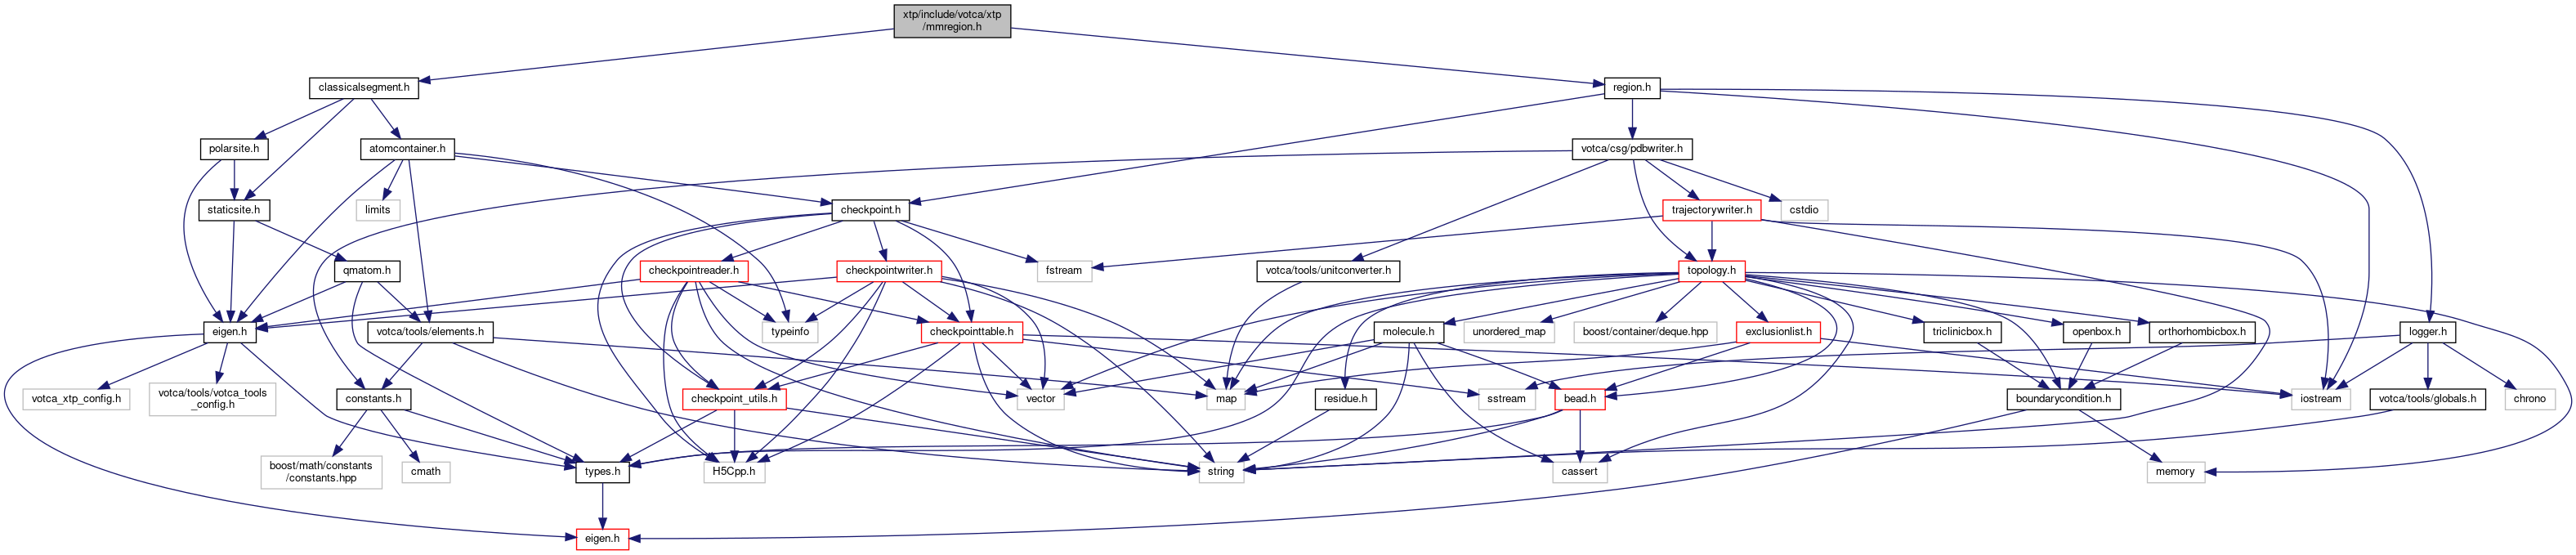 xtp/include/votca/xtp
/mmregion.h
classicalsegment.h
region.h
polarsite.h
atomcontainer.h
votca/csg/pdbwriter.h
staticsite.h
limits
checkpoint.h
trajectorywriter.h
cstdio
qmatom.h
checkpointreader.h
checkpointwriter.h
fstream
votca/tools/unitconverter.h
topology.h
eigen.h
votca/tools/elements.h
typeinfo
checkpointtable.h
molecule.h
unordered_map
boost/container/deque.hpp
exclusionlist.h
triclinicbox.h
openbox.h
orthorhombicbox.h
logger.h
votca_xtp_config.h
votca/tools/votca_tools
_config.h
constants.h
checkpoint_utils.h
vector
map
residue.h
sstream
bead.h
boundarycondition.h
iostream
votca/tools/globals.h
chrono
boost/math/constants
/constants.hpp
cmath
types.h
H5Cpp.h
string
cassert
memory
eigen.h